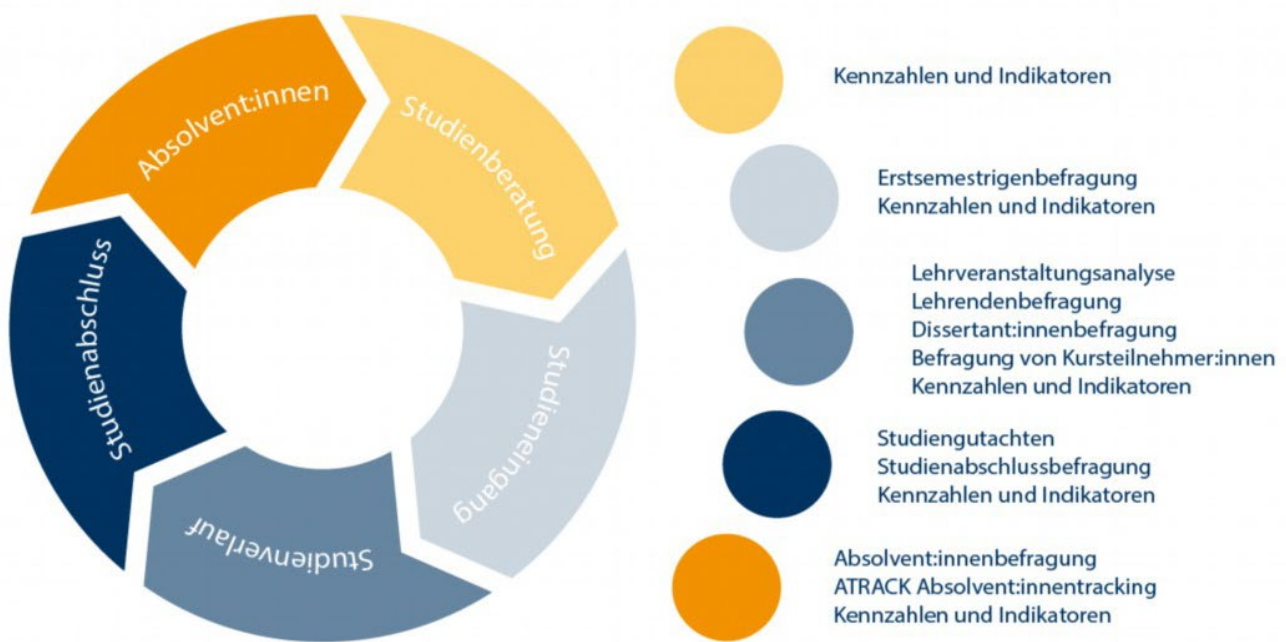 Absolvent:innen
Studienberatung
Studieneingang
Studienverlauf
Studienabschluss
Kennzahlen und Indikatoren
Erstsemestrigenbefragung
Kennzahlen und Indikatoren
Lehrveranstaltungsanalyse
Lehrendenbefragung
Dissertant:innenbefragung
Befragung von Kursteilnehmer:innen
Kennzahlen und Indikatoren
Studiengutachten
Studienabschlussbefragung
Kennzahlen und Indikatoren
Absolvent:innenbefragung
ATRACK Absolvent:innentracking
Kennzahlen und Indikatoren